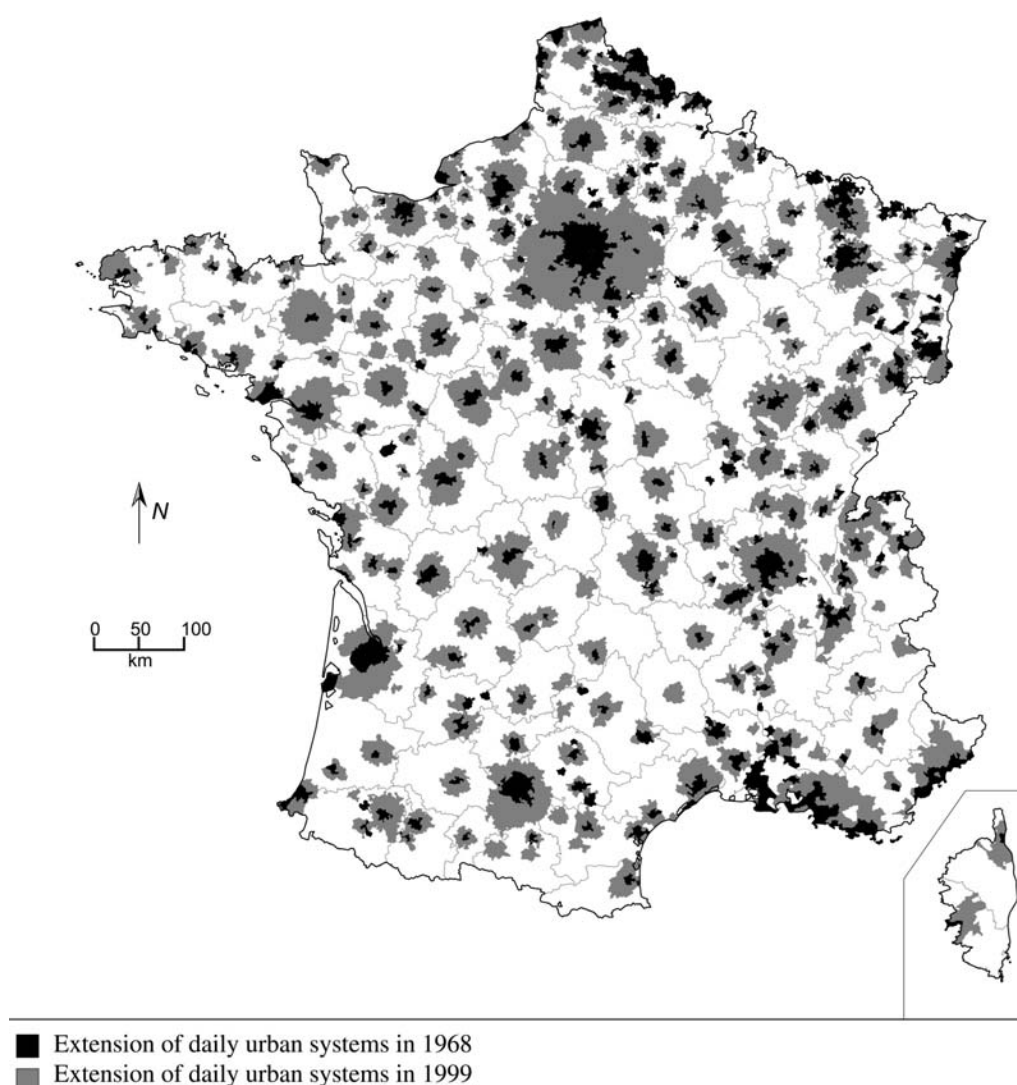 N
0 50 100
km
Extension of daily urban systems in 1968
Extension of daily urban systems in 1999